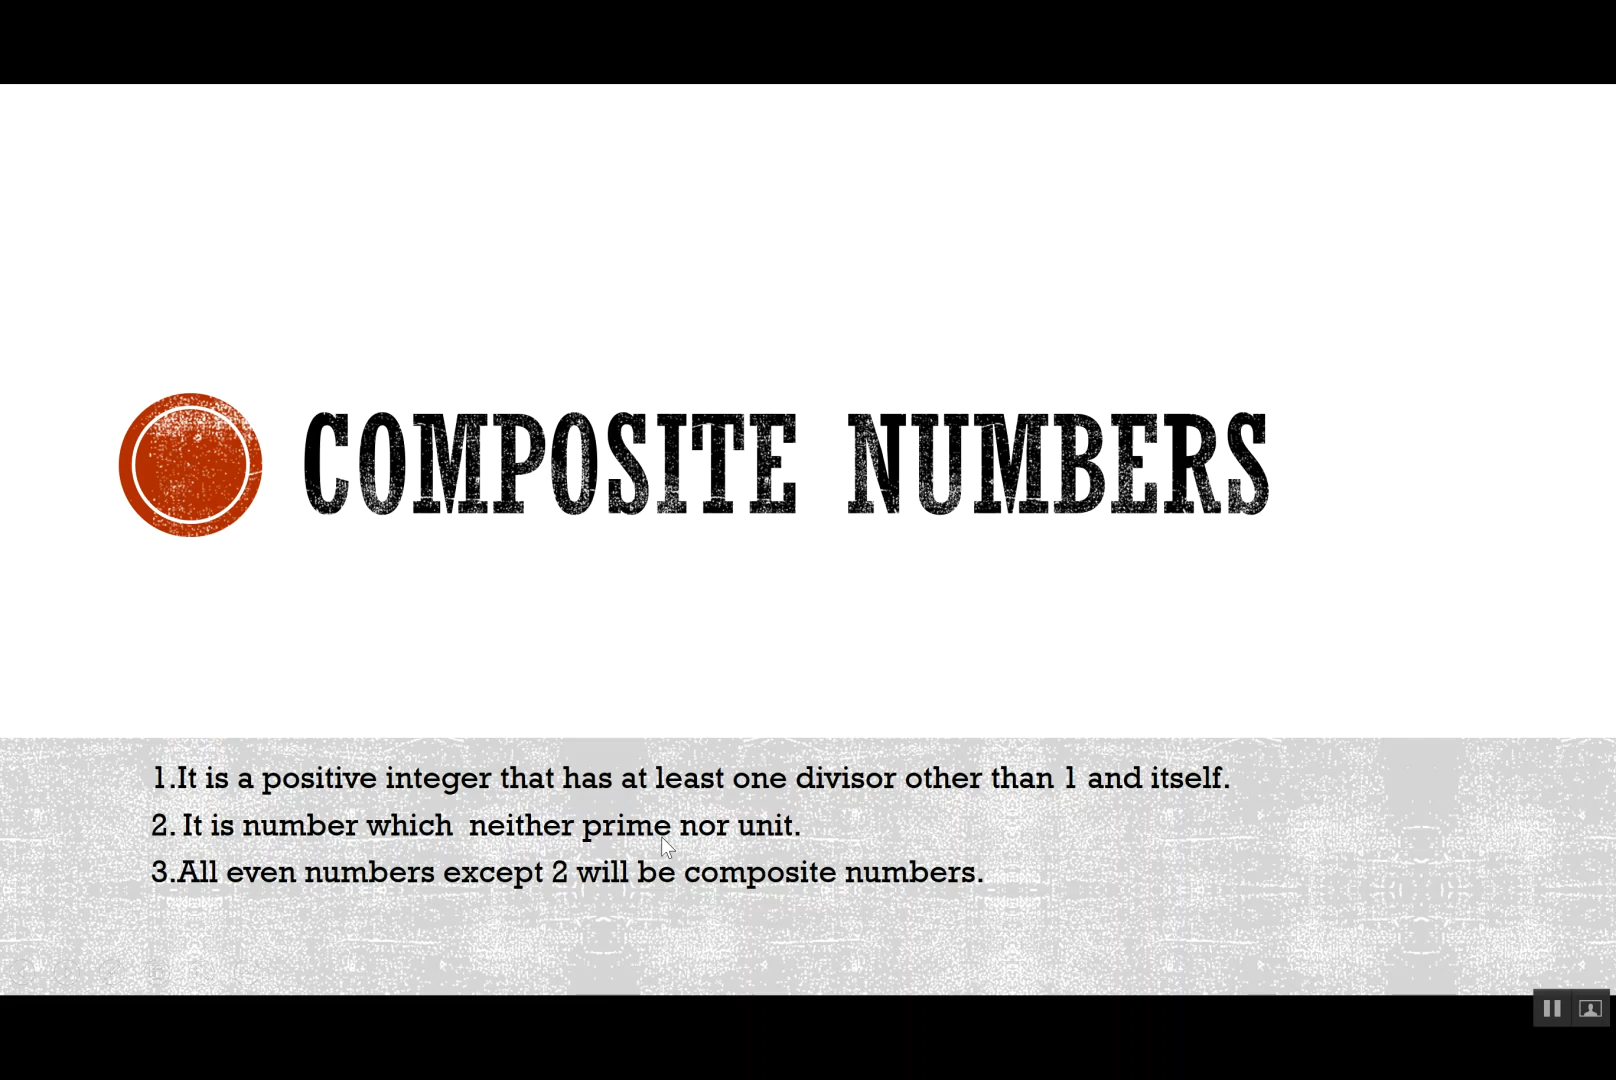 COMPOSITE NUMBERS
1.It is a positive integer that has at least one divisor other than 1 and itself.
2. It is number which  neither prime nor unit.
3.All even numbers except 2 will be composite numbers.